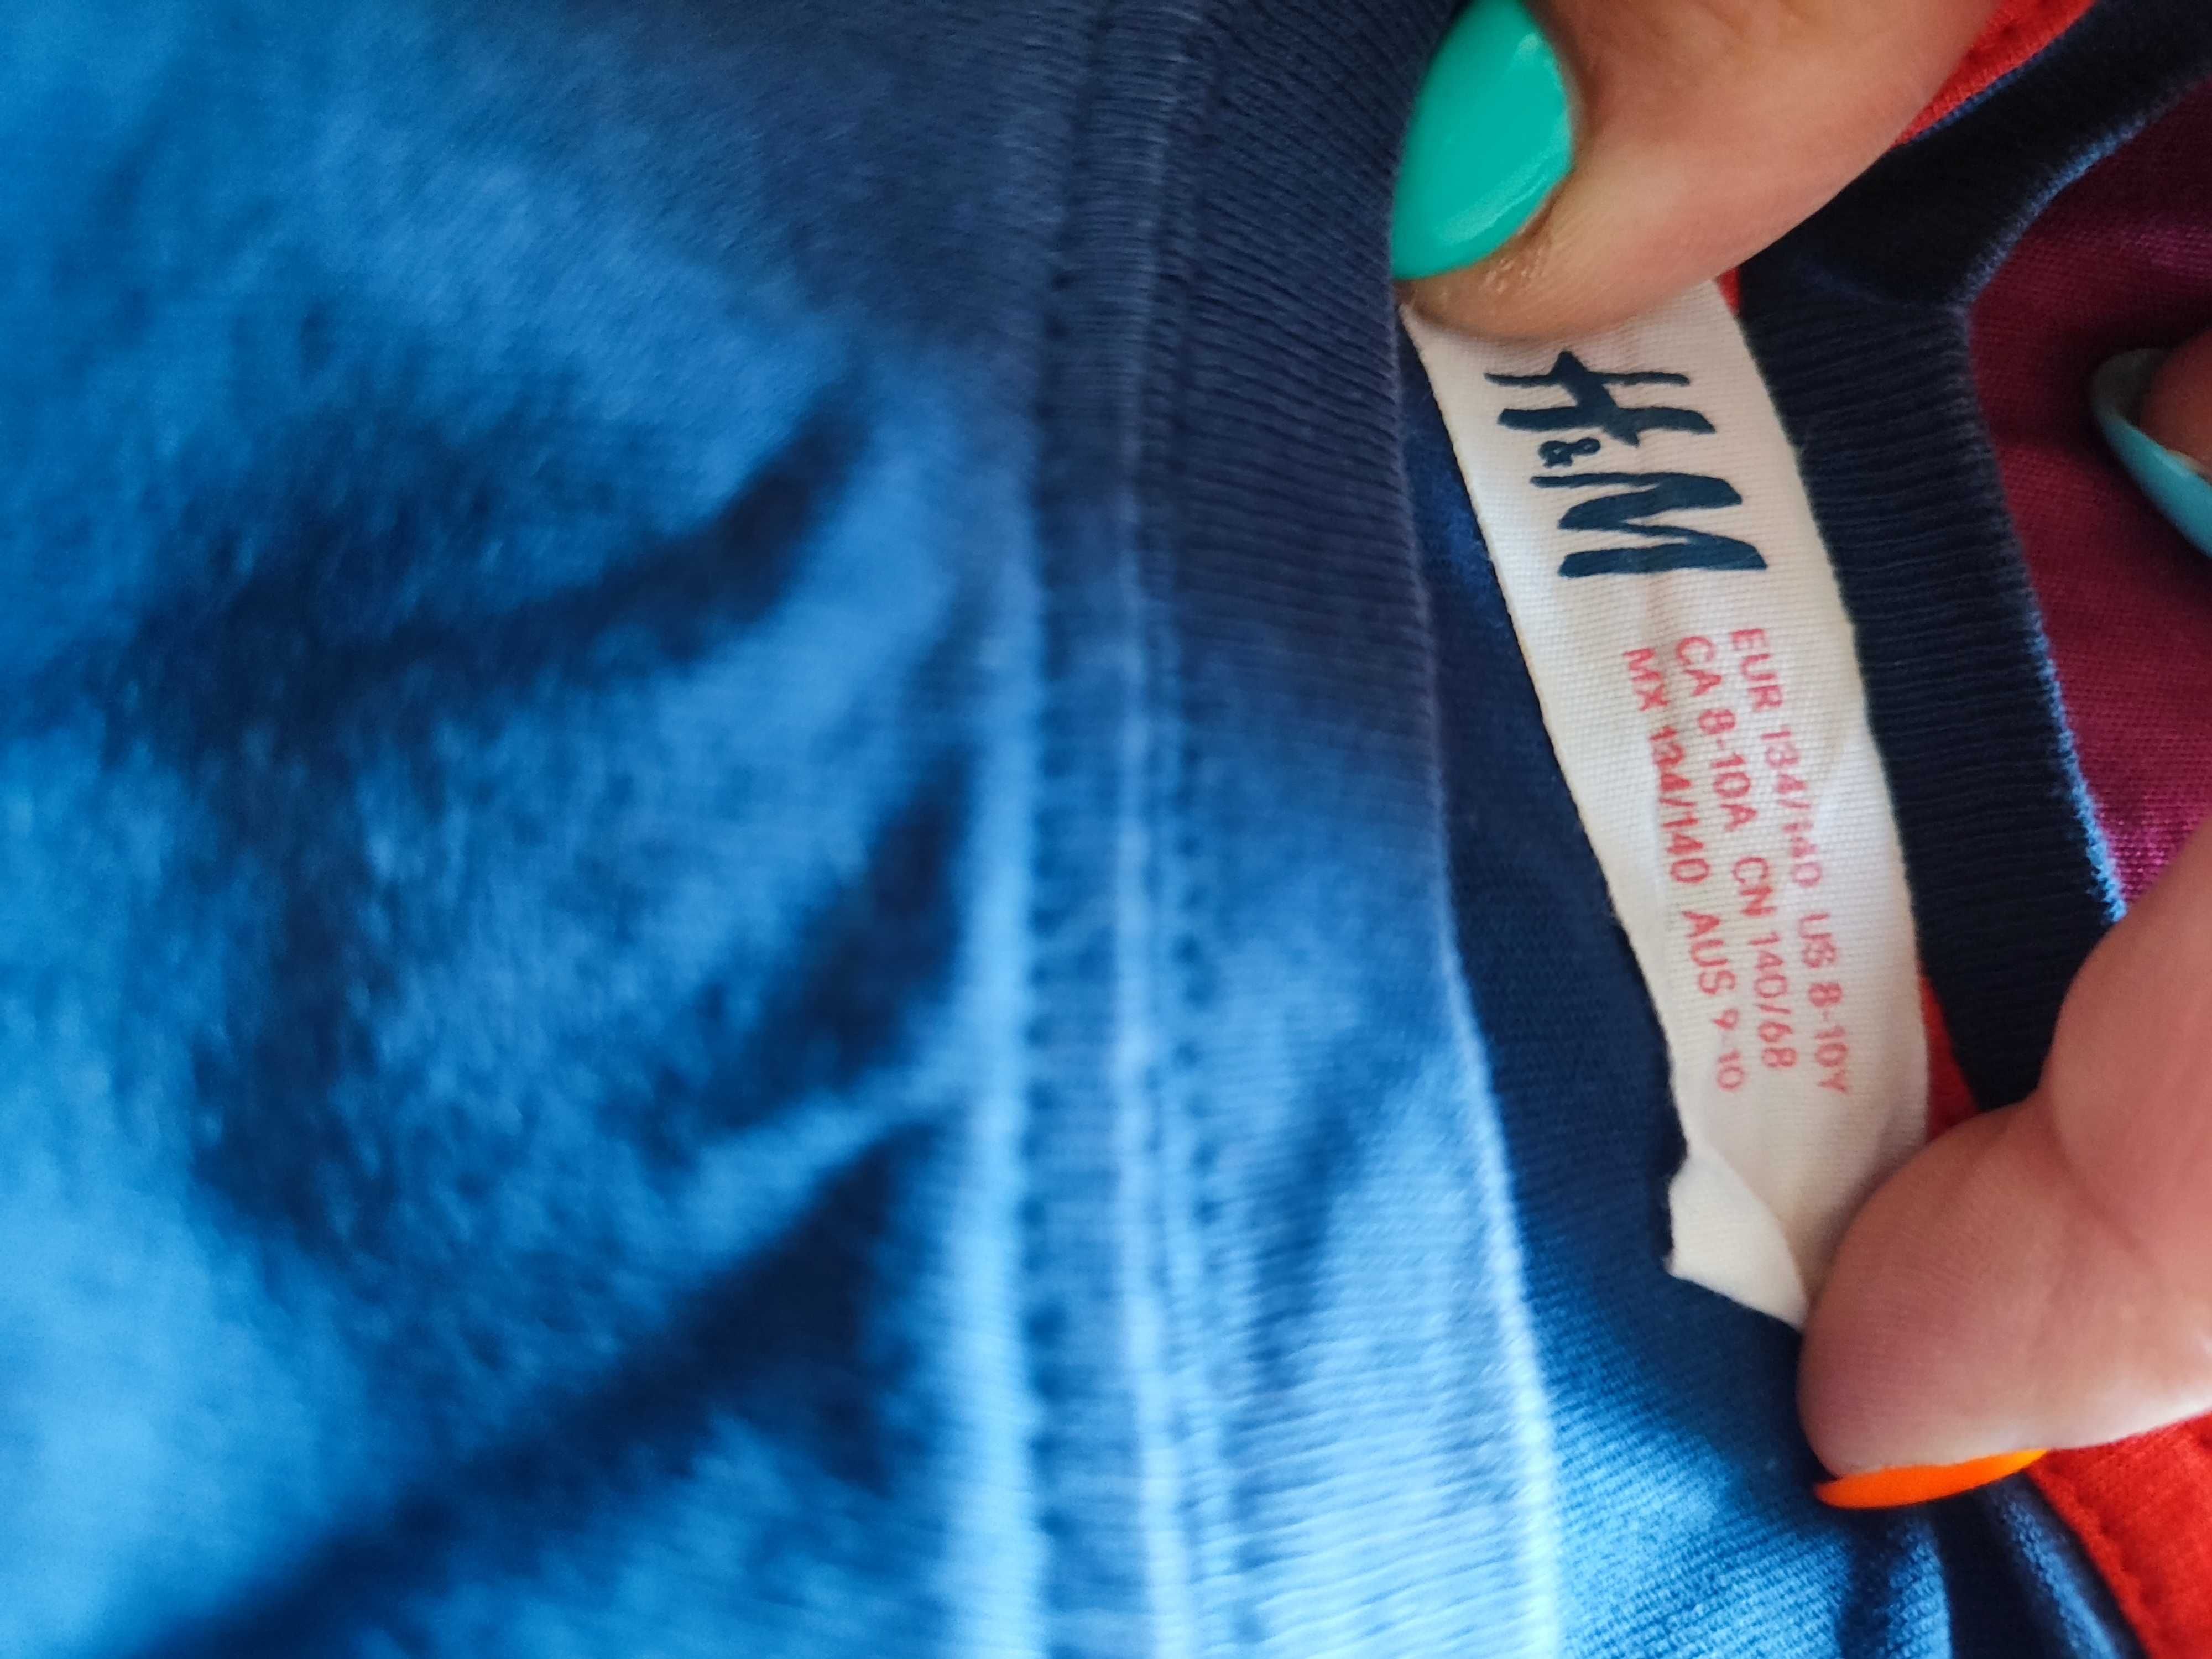 H&M
EUR 134/140 US 8-10Y
CA 8-10A CN 140/68
MX 134/140 AUS 9-10